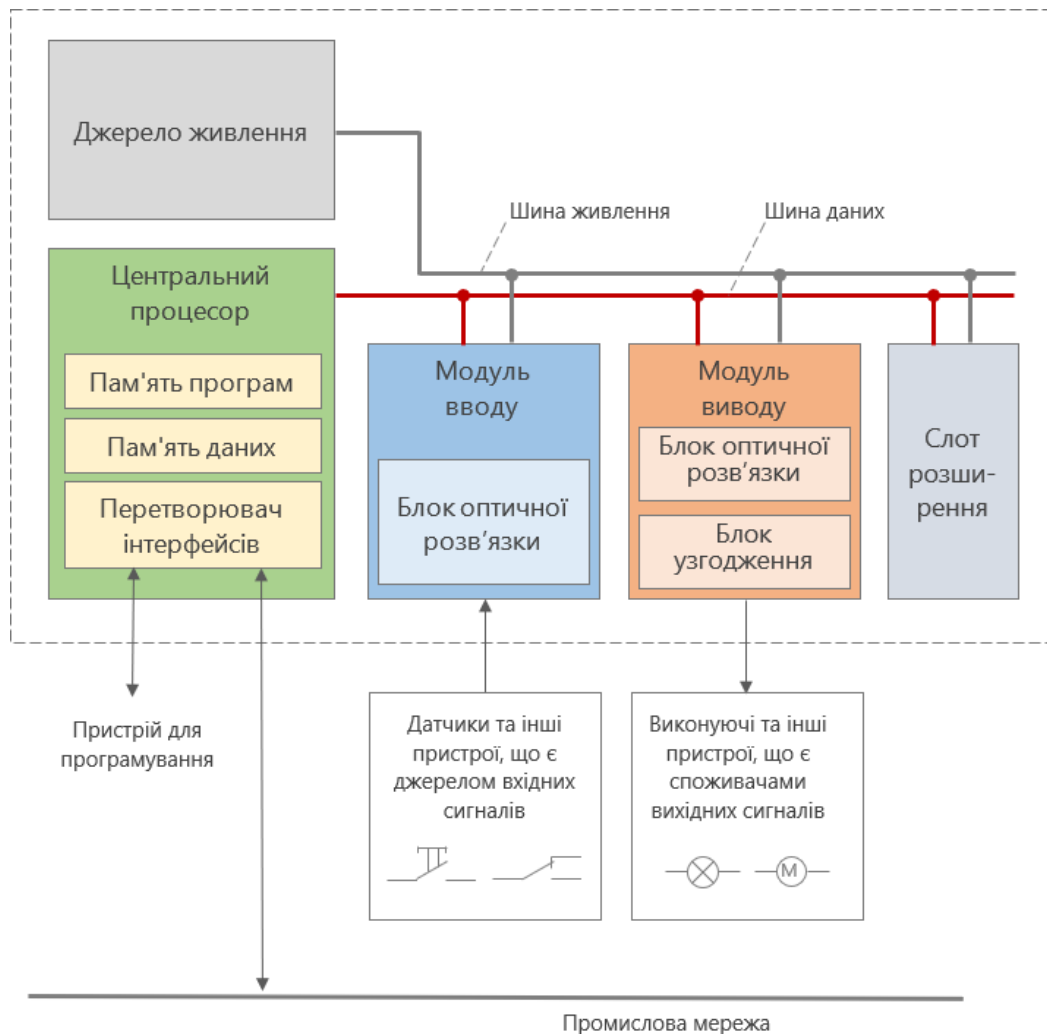 Джерело живлення
Шина живлення
Шина даних
Центральний
процесор
Пам'ять програм
Пам'ять даних
Перетворювач
інтерфейсів
Модуль
вводу
Блок оптичної
розв’язки
Модуль
виводу
Блок оптичної
розв’язки
Блок
узгодження
Слот
розши-
рення
Пристрій для
програмування
Датчики та інші
пристрої, що є
джерелом вхідних
сигналів
Виконуючі та інші
пристрої, що є
споживачами
вихідних сигналів
М
Промислова мережа